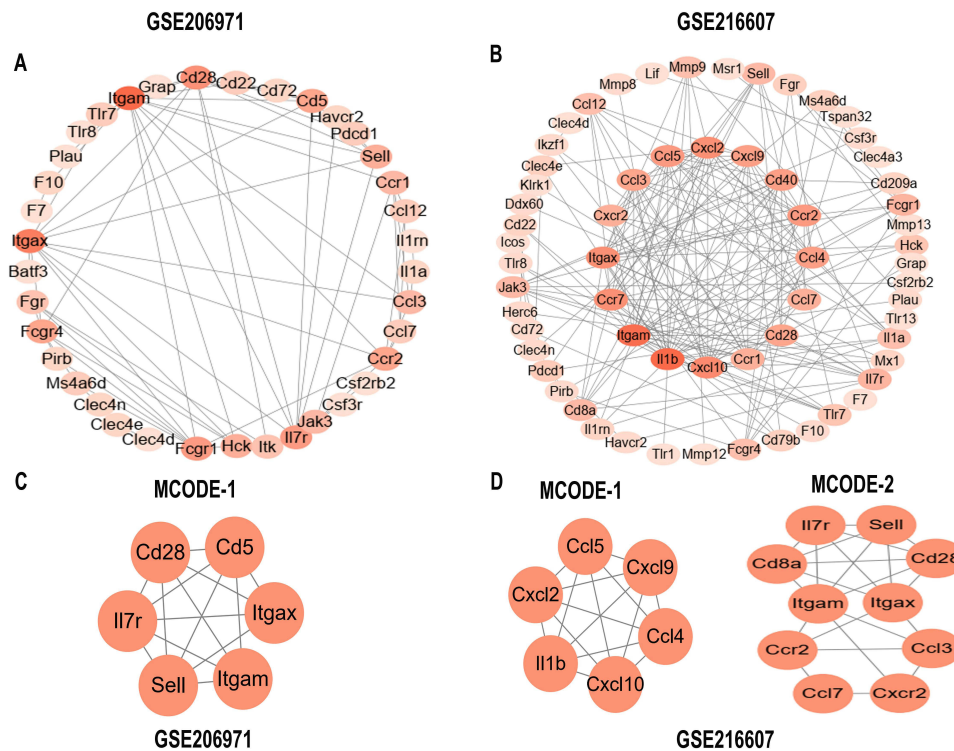 GSE206971
GSE216607
A
B
Grap
Cd28
Cd22
Cd72
Cd5
Havcr2
Pdcd1
Sell
Ccr1
Ccl12
Il1rn
Il1a
Ccl3
Ccl7
Ccr2
Csf2rb2
Csf3r
Jak3
Il7r
Itk
Hck
Fcgr1
Clec4d
Clec4e
Clec4n
Ms4a6d
Pirb
Fcgr4
Fgr
Batf3
Itgax
F7
F10
Plau
Tlr8
Tlr7
Itgam
Lif
Mmp9
Msr1
Sell
Fgr
Ms4a6d
Tspan32
Csf3r
Clec4a3
Cd209a
Fcgr1
Mmp13
Hck
Grap
Csf2rb2
Plau
Tlr13
Il1a
Mx1
Il7r
F7
Tlr7
F10
Cd79b
Fcgr4
Mmp12
Tlr1
Havcr2
Il1rn
Cd8a
Pirb
Pdcd1
Clec4n
Cd72
Herc6
Jak3
Tlr8
Icos
Cd22
Ddx60
Klrk1
Clec4e
Ikzf1
Clec4d
Ccl12
Mmp8
Cxcl2
Cxcl9
Cd40
Ccr2
Ccl4
Ccl7
Cd28
Ccr1
Cxcl10
Il1b
Itgam
Ccr7
Itgax
Cxcr2
Ccl3
Ccl5
C
MCODE-1
Cd28
Cd5
Il7r
Itgax
Sell
Itgam
GSE206971
D
MCODE-1
Ccl5
Cxcl9
Cxcl2
Ccl4
Il1b
Cxcl10
MCODE-2
Il7r
Sell
Cd8a
Cd28
Itgam
Itgax
Ccr2
Ccl3
Ccl7
Cxcr2
GSE216607